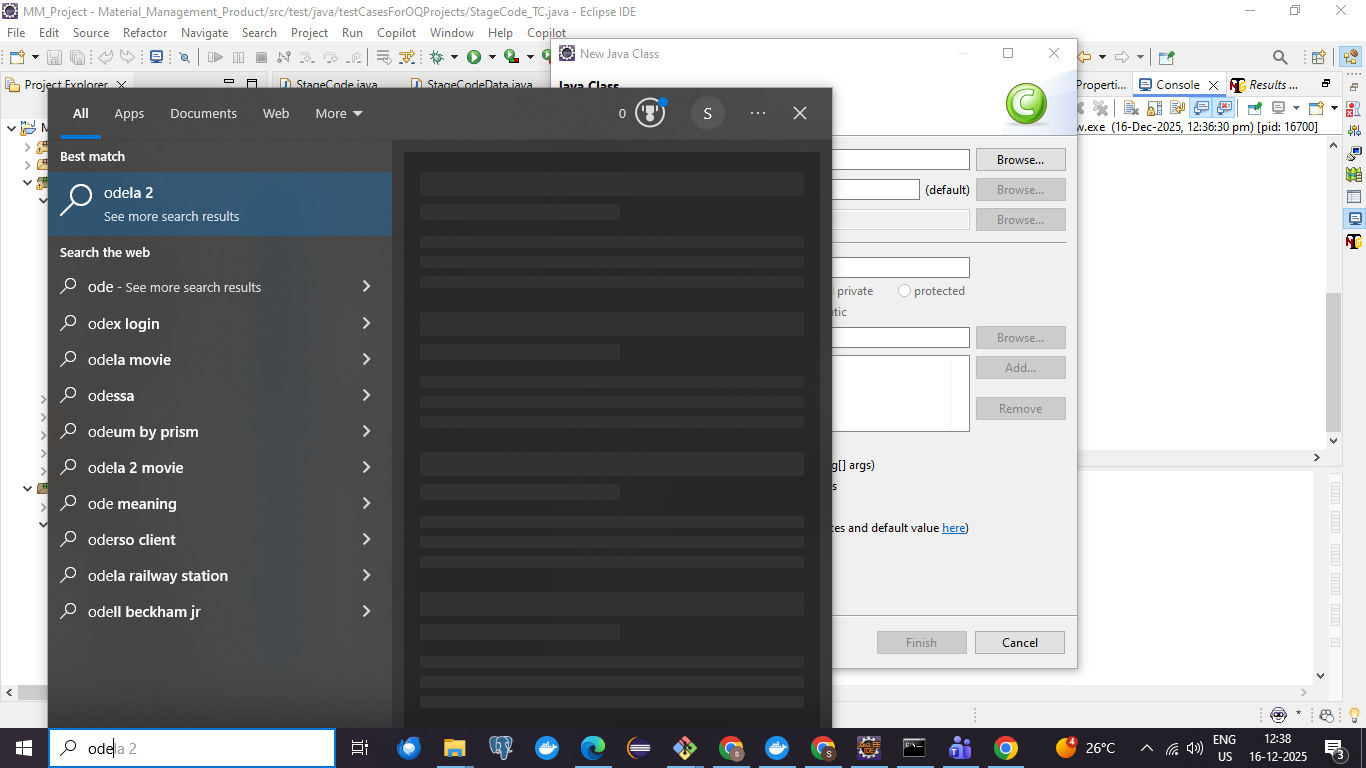 MM_Project - Material_Management_Product/src/test/java/testCasesForOQProjects/StageCode_TC.java - Eclipse IDE
File Edit Source Refactor Navigate Search Project Run Copilot Window Help Copilot
New Java Class
Project Explorer
StageCode.java
StageCodeData.java
Java Class
Properti...
Console
Results ...
w.exe (16-Dec-2025, 12:36:30 pm) [pid: 16700]
All
Apps
Documents
Web
More
0
S
Best match
odela 2
See more search results
Search the web
ode - See more search results
odex login
odela movie
odessa
odeum by prism
odela 2 movie
ode meaning
oderso client
odela railway station
odell beckham jr
Browse...
(default)
Browse...
Browse...
private
protected
tic
Browse...
Add...
Remove
g[] args)
s
es and default value here)
Finish
Cancel
odela 2
4
26°C
ENG
US
12:38
16-12-2025
3